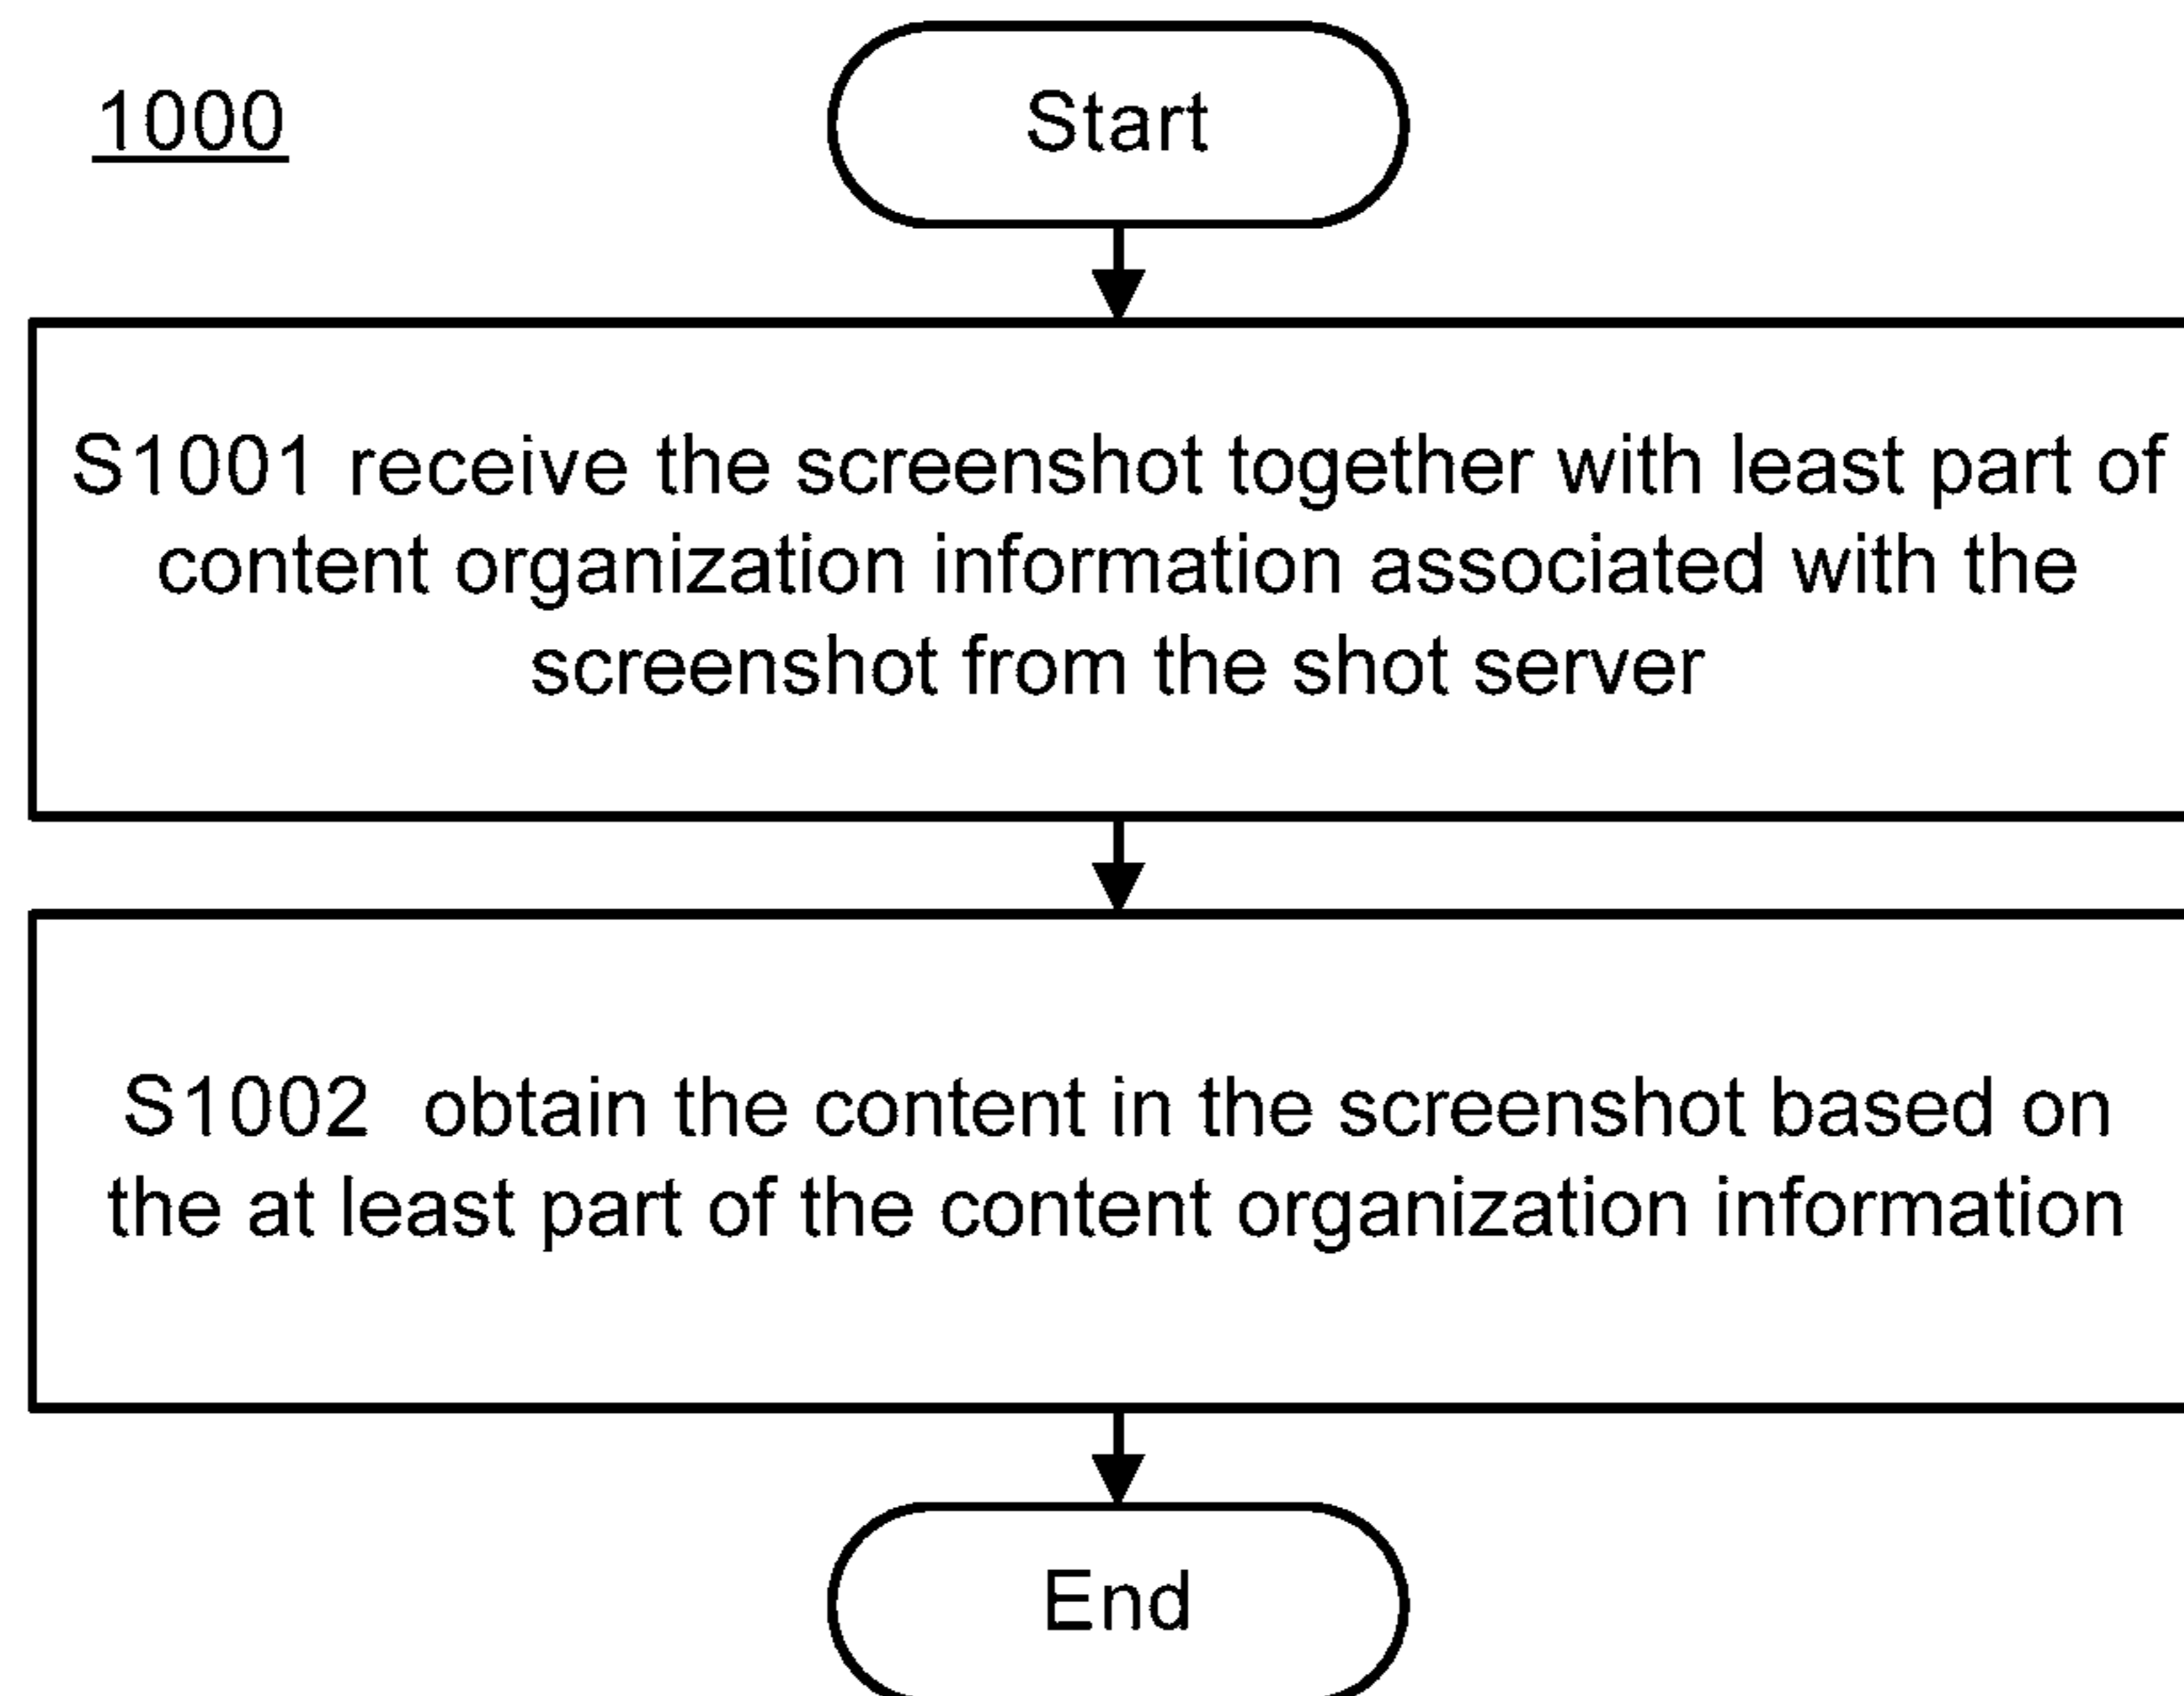 1000
Start
S1001 receive the screenshot together with least part of
content organization information associated with the
screenshot from the shot server
S1002 obtain the content in the screenshot based on
the at least part of the content organization information
End